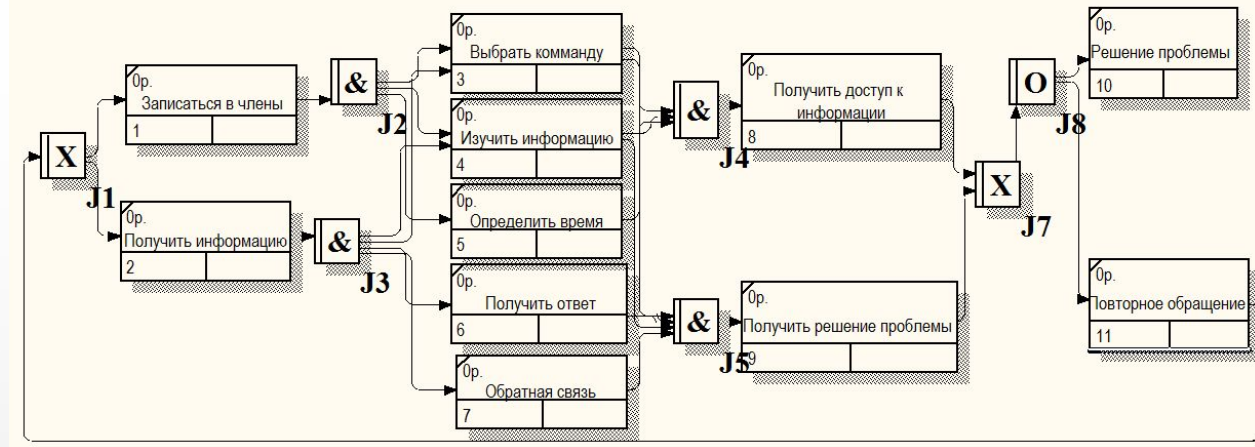 X
J1
0р.
Записаться в члены
1
0р.
Получить информацию
2
&
J2
&
J3
0р.
Выбрать комманду
3
0р.
Изучить информацию
4
0р.
Определить время
5
0р.
Получить ответ
6
0р.
Обратная связь
7
&
J4
&
J5
0р.
Получить доступ к
информации
8
0р.
Получить решение проблемы
9
X
J7
O
J8
0р.
Решение проблемы
10
0р.
Повторное обращение
11